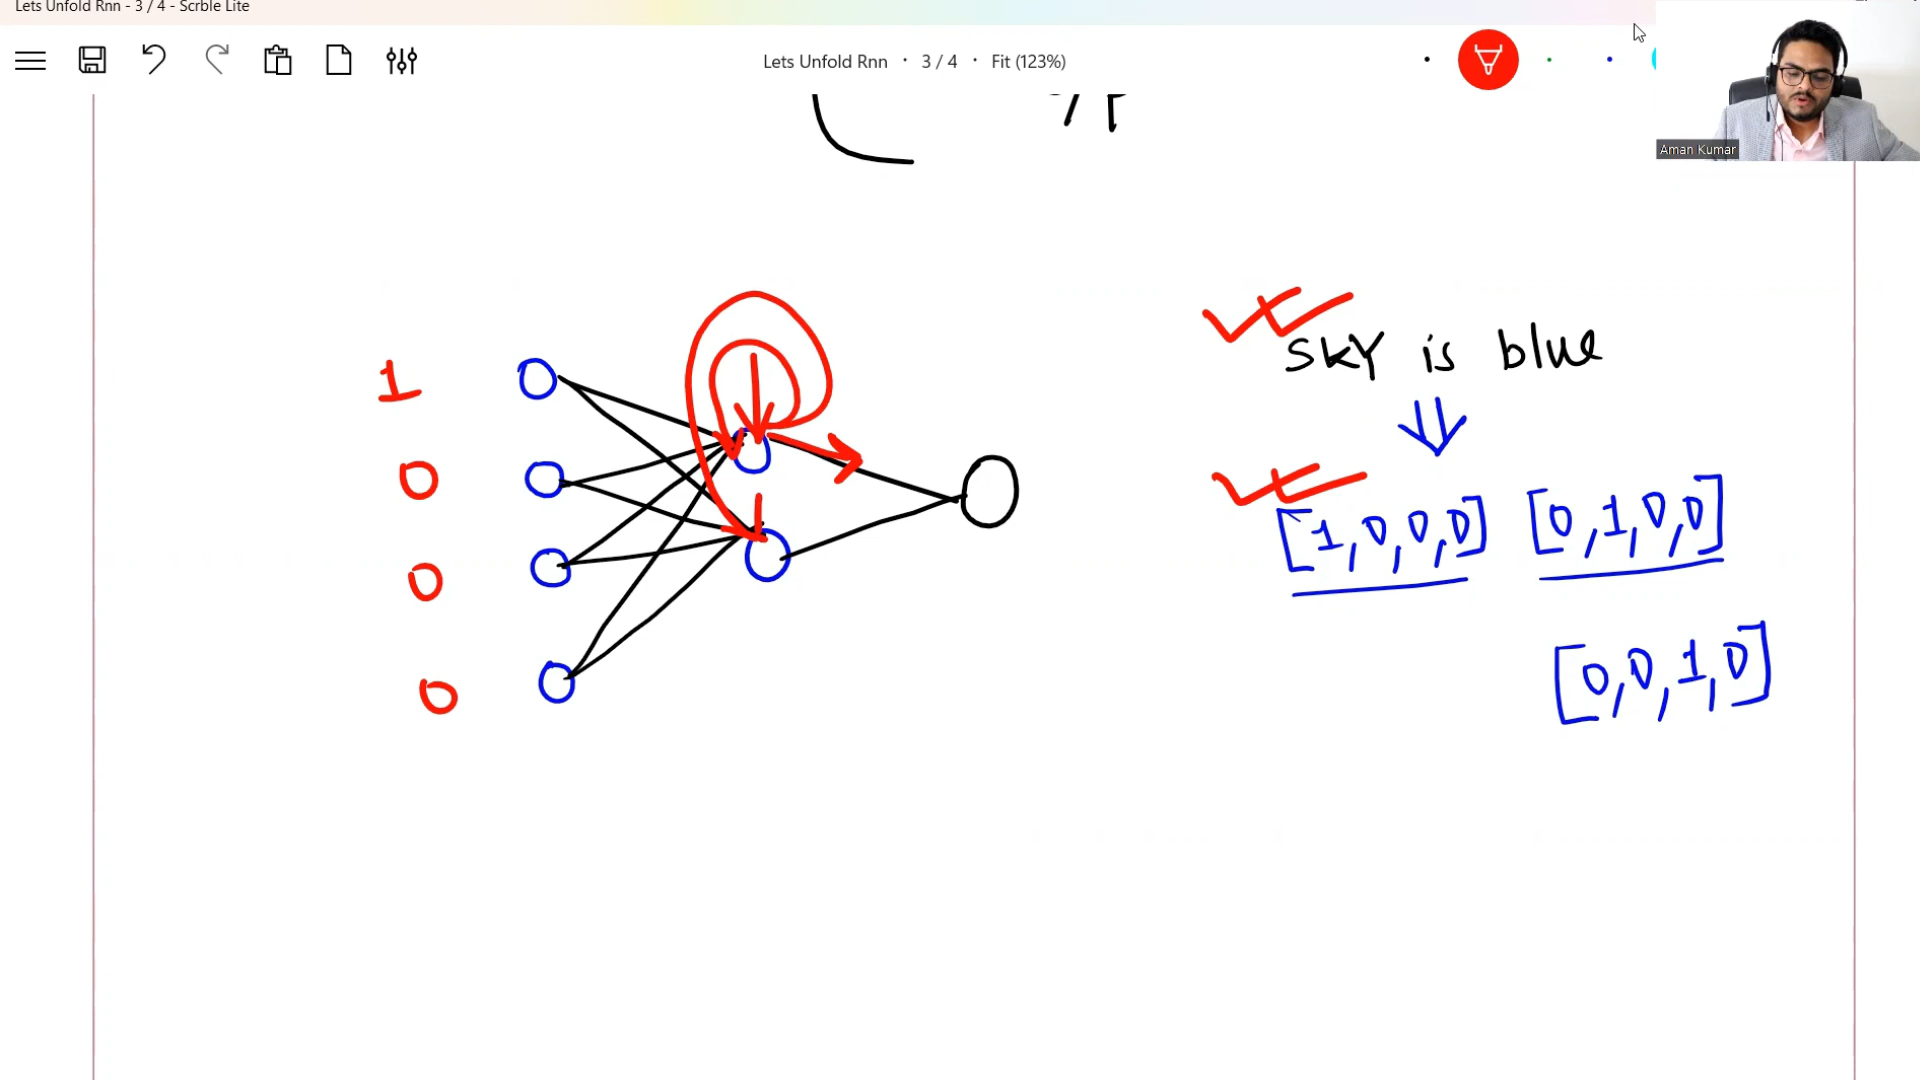 Lets Unfold Rnn - 3 / 4 - Scrble Lite
Lets Unfold Rnn · 3 / 4 · Fit (123%)
Aman Kumar
SkY is blue
1
0
0
0
[1,0,0,0] [0,1,0,0]
[0,0,1,0]